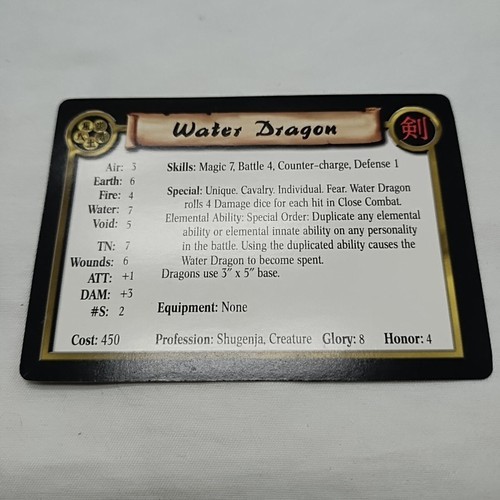 Water Dragon
剣
Air: 3
Earth: 6
Fire: 4
Water: 7
Void: 5
TN: 7
Wounds: 6
ATT: +1
DAM: +3
#S: 2
Skills: Magic 7, Battle 4, Counter-charge, Defense 1
Special: Unique. Cavalry. Individual. Fear. Water Dragon
rolls 4 Damage dice for each hit in Close Combat.
Elemental Ability: Special Order: Duplicate any elemental
ability or elemental innate ability on any personality
in the battle. Using the duplicated ability causes the
Water Dragon to become spent.
Dragons use 3″ x 5″ base.
Equipment: None
Cost: 450 Profession: Shugenja, Creature Glory: 8 Honor: 4